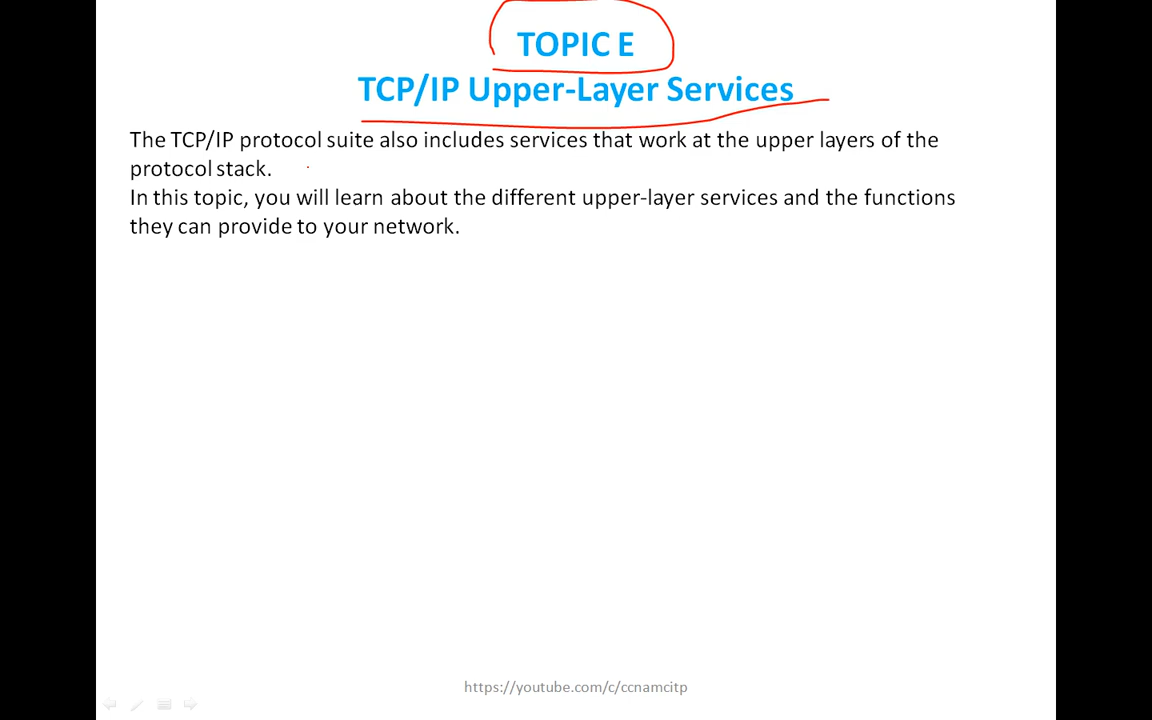 TOPIC E
TCP/IP Upper-Layer Services
The TCP/IP protocol suite also includes services that work at the upper layers of the
protocol stack.
In this topic, you will learn about the different upper-layer services and the functions
they can provide to your network.
https://youtube.com/c/ccnamcitp